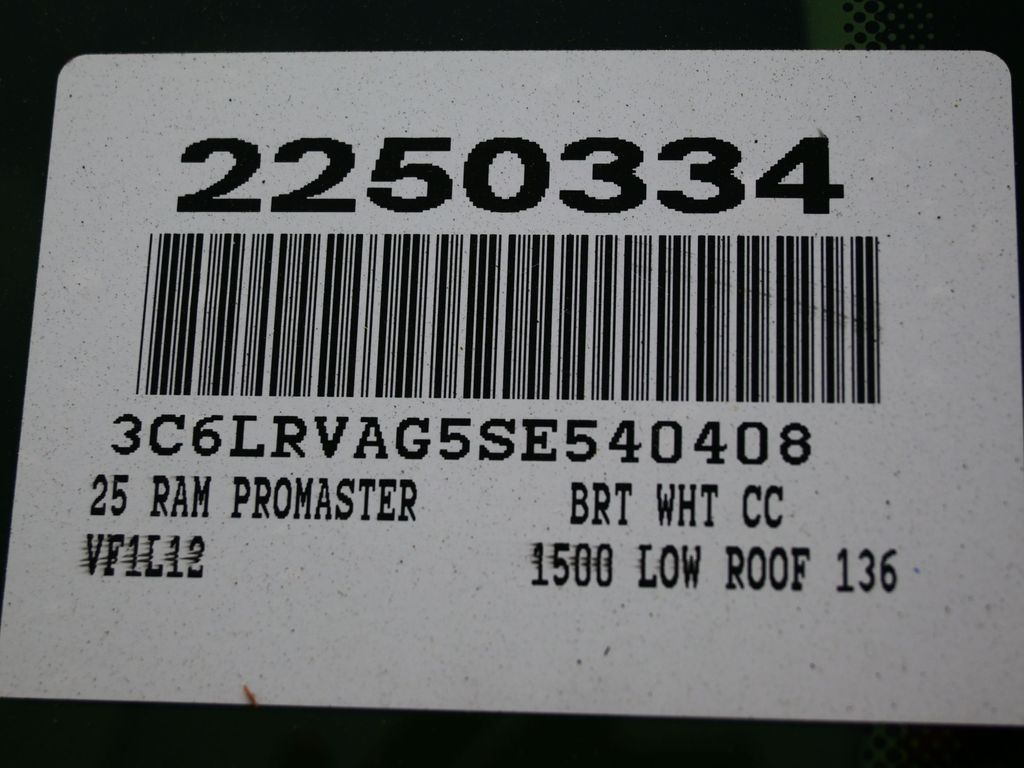 2250334
3C6LRVAG5SE540408
25 RAM PROMASTER BRT WHT CC
VF1L12 1500 LOW ROOF 136